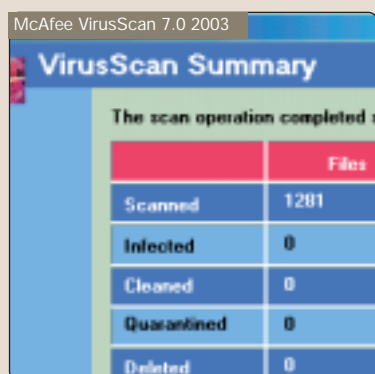 McAfee VirusScan 7.0 2003
VirusScan Summary
The scan operation completed
Files
Scanned 1281
Infected 0
Cleaned 0
Quarantined 0
Deleted 0